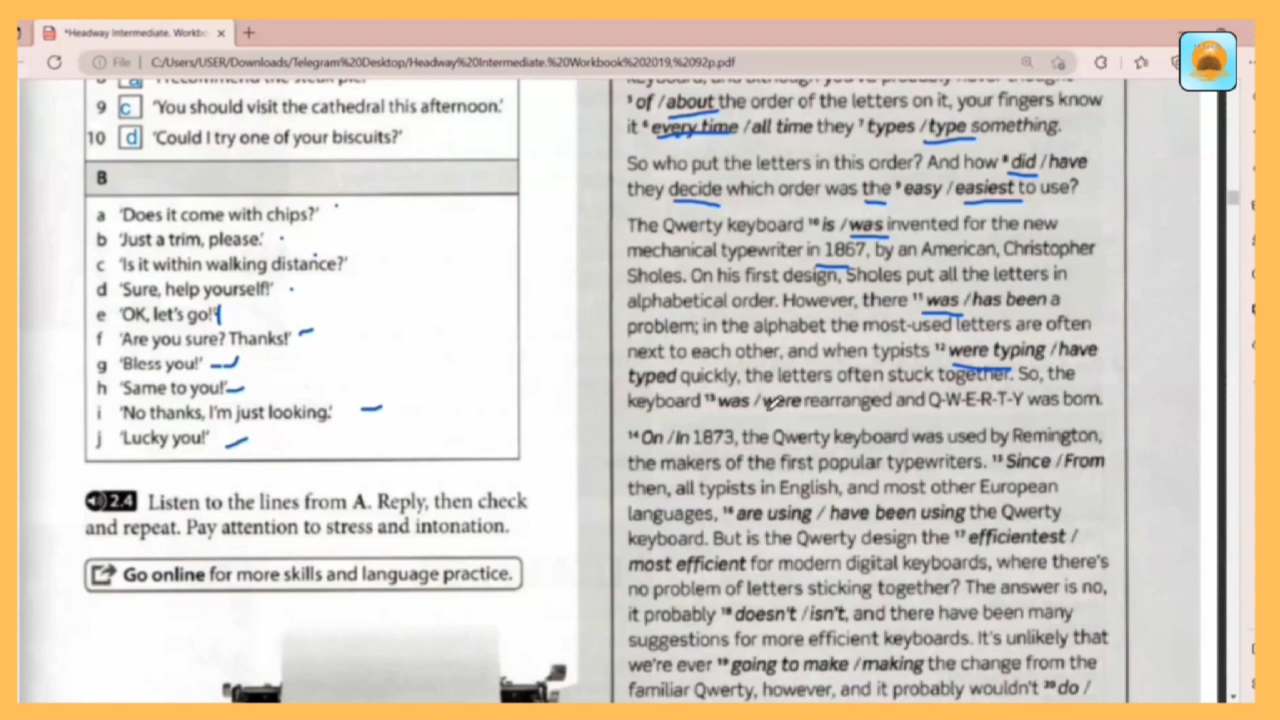 *Headway Intermediate. Workbo
File C:/Users/USER/Downloads/Telegram%20Desktop/Headway%20Intermediate.%20Workbook%202019,%2092p.pdf
8 a 'I recommend the steak pie.'
9 c 'You should visit the cathedral this afternoon.'
10 d 'Could I try one of your biscuits?'
B
a 'Does it come with chips?'
b 'Just a trim, please.'
c 'Is it within walking distance?'
d 'Sure, help yourself!'
e 'OK, let's go!'
f 'Are you sure? Thanks!'
g 'Bless you!'
h 'Same to you!'
i 'No thanks, I'm just looking.'
j 'Lucky you!'
2.4 Listen to the lines from A. Reply, then check
and repeat. Pay attention to stress and intonation.
Go online for more skills and language practice.
keyboard, and although you've probably never thought
5 of / about the order of the letters on it, your fingers know
it 6 every time / all time they 7 types / type something.
So who put the letters in this order? And how 8 did / have
they decide which order was the 9 easy / easiest to use?
The Qwerty keyboard 10 is / was invented for the new
mechanical typewriter in 1867, by an American, Christopher
Sholes. On his first design, Sholes put all the letters in
alphabetical order. However, there 11 was / has been a
problem; in the alphabet the most-used letters are often
next to each other, and when typists 12 were typing / have
typed quickly, the letters often stuck together. So, the
keyboard 13 was / were rearranged and Q-W-E-R-T-Y was born.
14 On / In 1873, the Qwerty keyboard was used by Remington,
the makers of the first popular typewriters. 15 Since / From
then, all typists in English, and most other European
languages, 16 are using / have been using the Qwerty
keyboard. But is the Qwerty design the 17 efficientest /
most efficient for modern digital keyboards, where there's
no problem of letters sticking together? The answer is no,
it probably 18 doesn't / isn't, and there have been many
suggestions for more efficient keyboards. It's unlikely that
we're ever 19 going to make / making the change from the
familiar Qwerty, however, and it probably wouldn't 20 do /